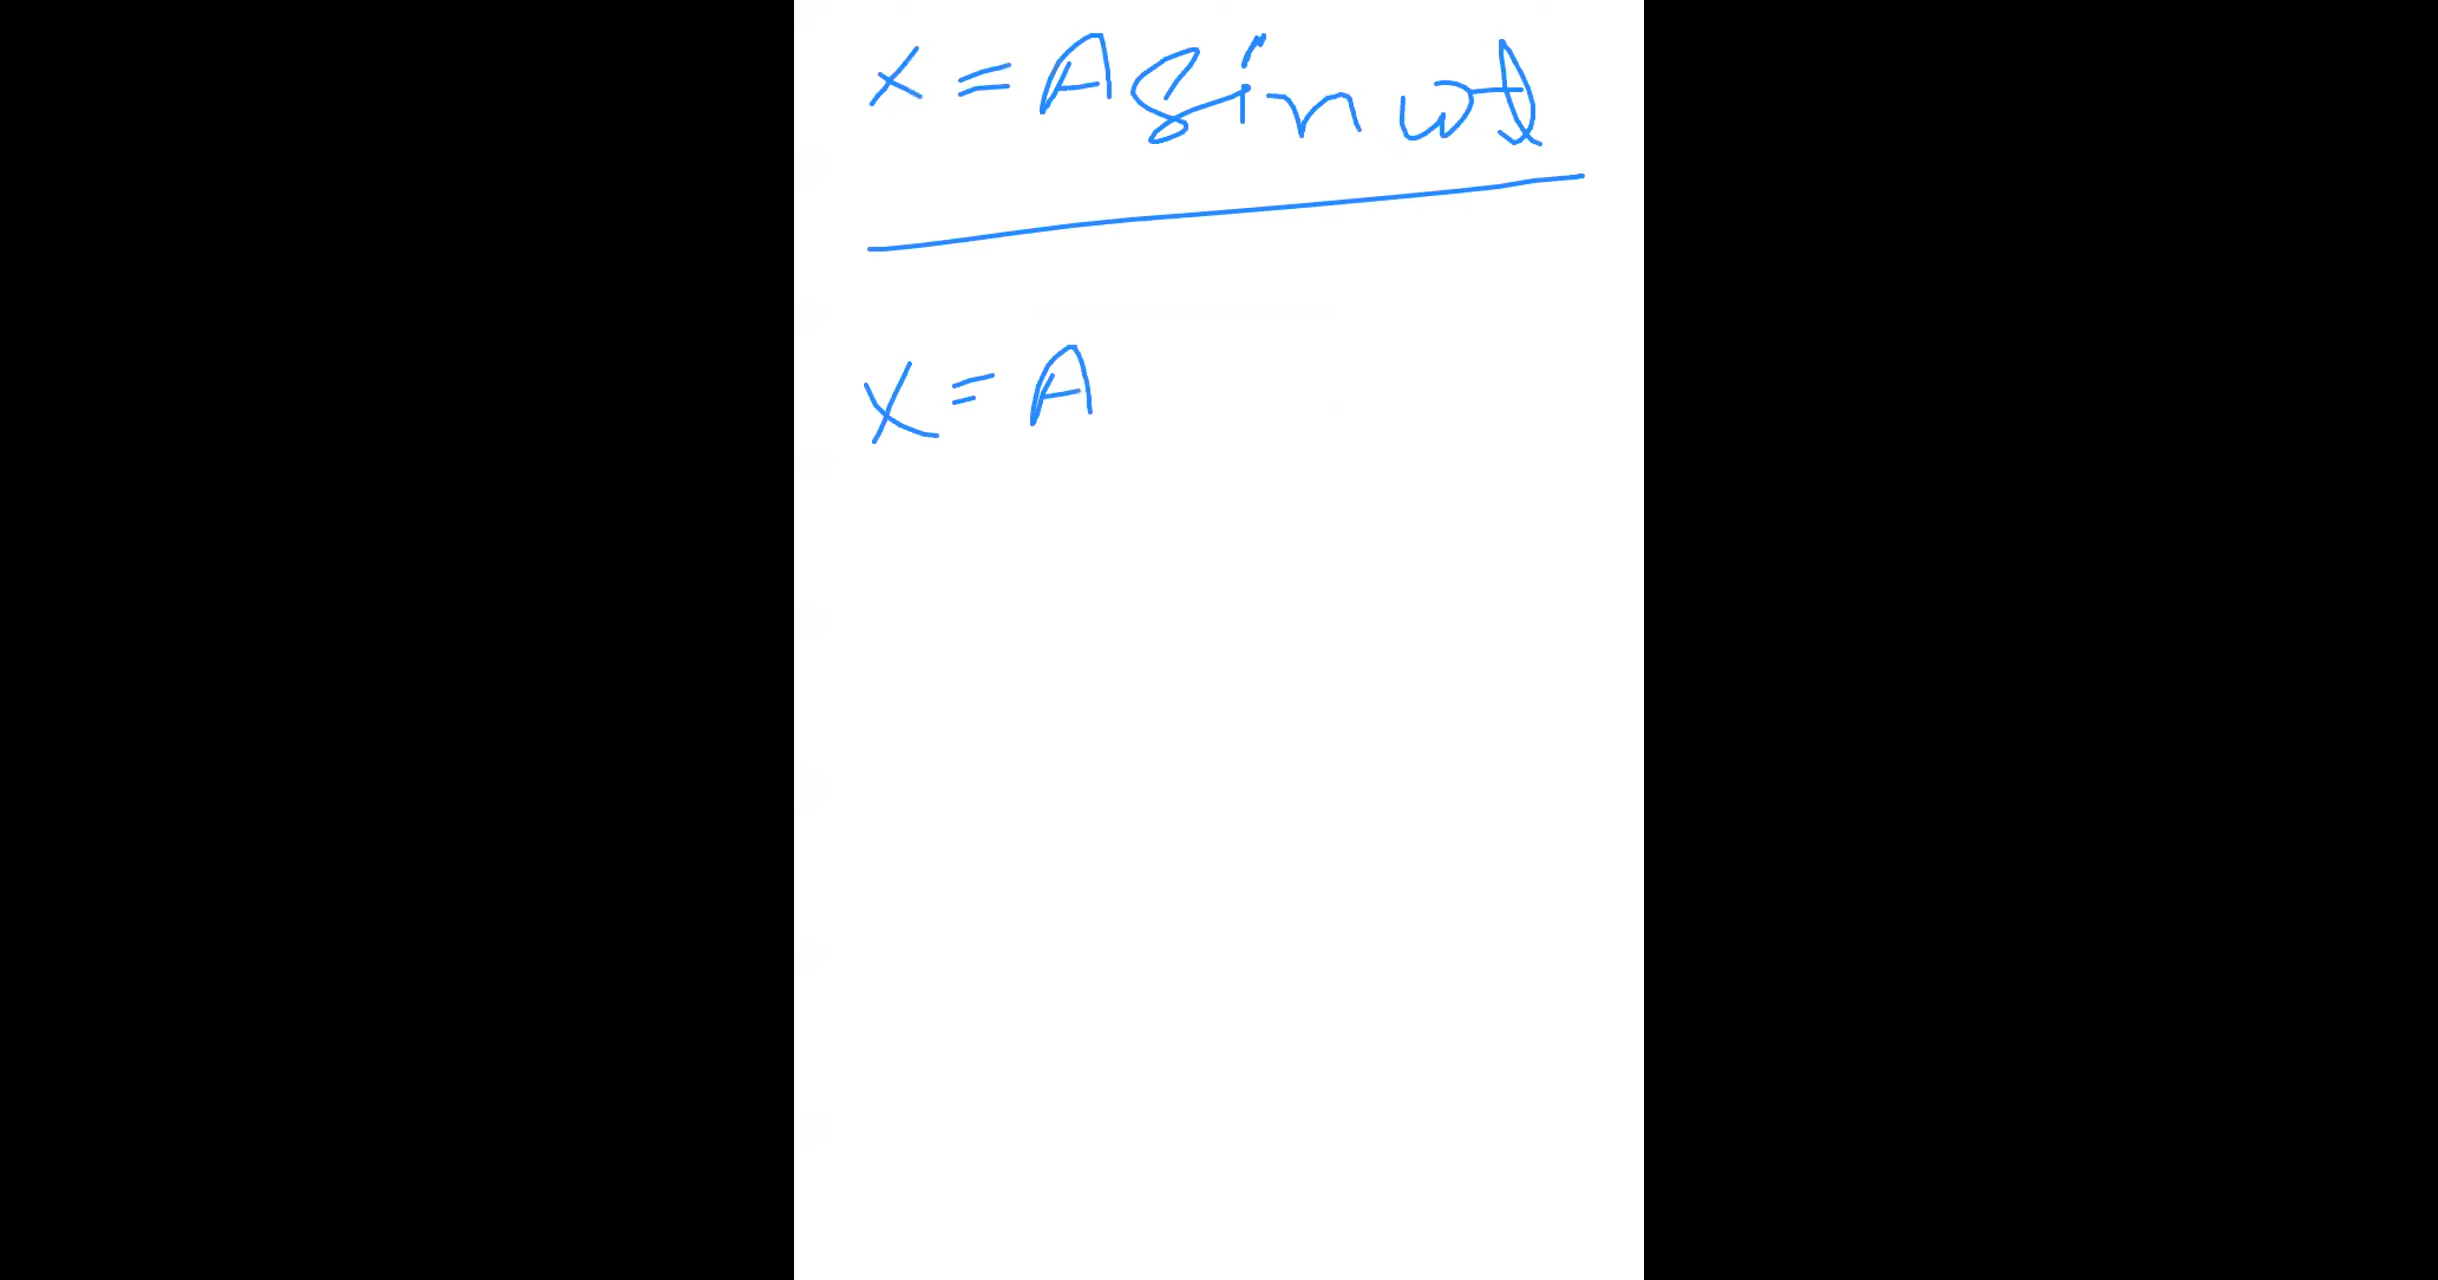 x = A sin ωt
x = A